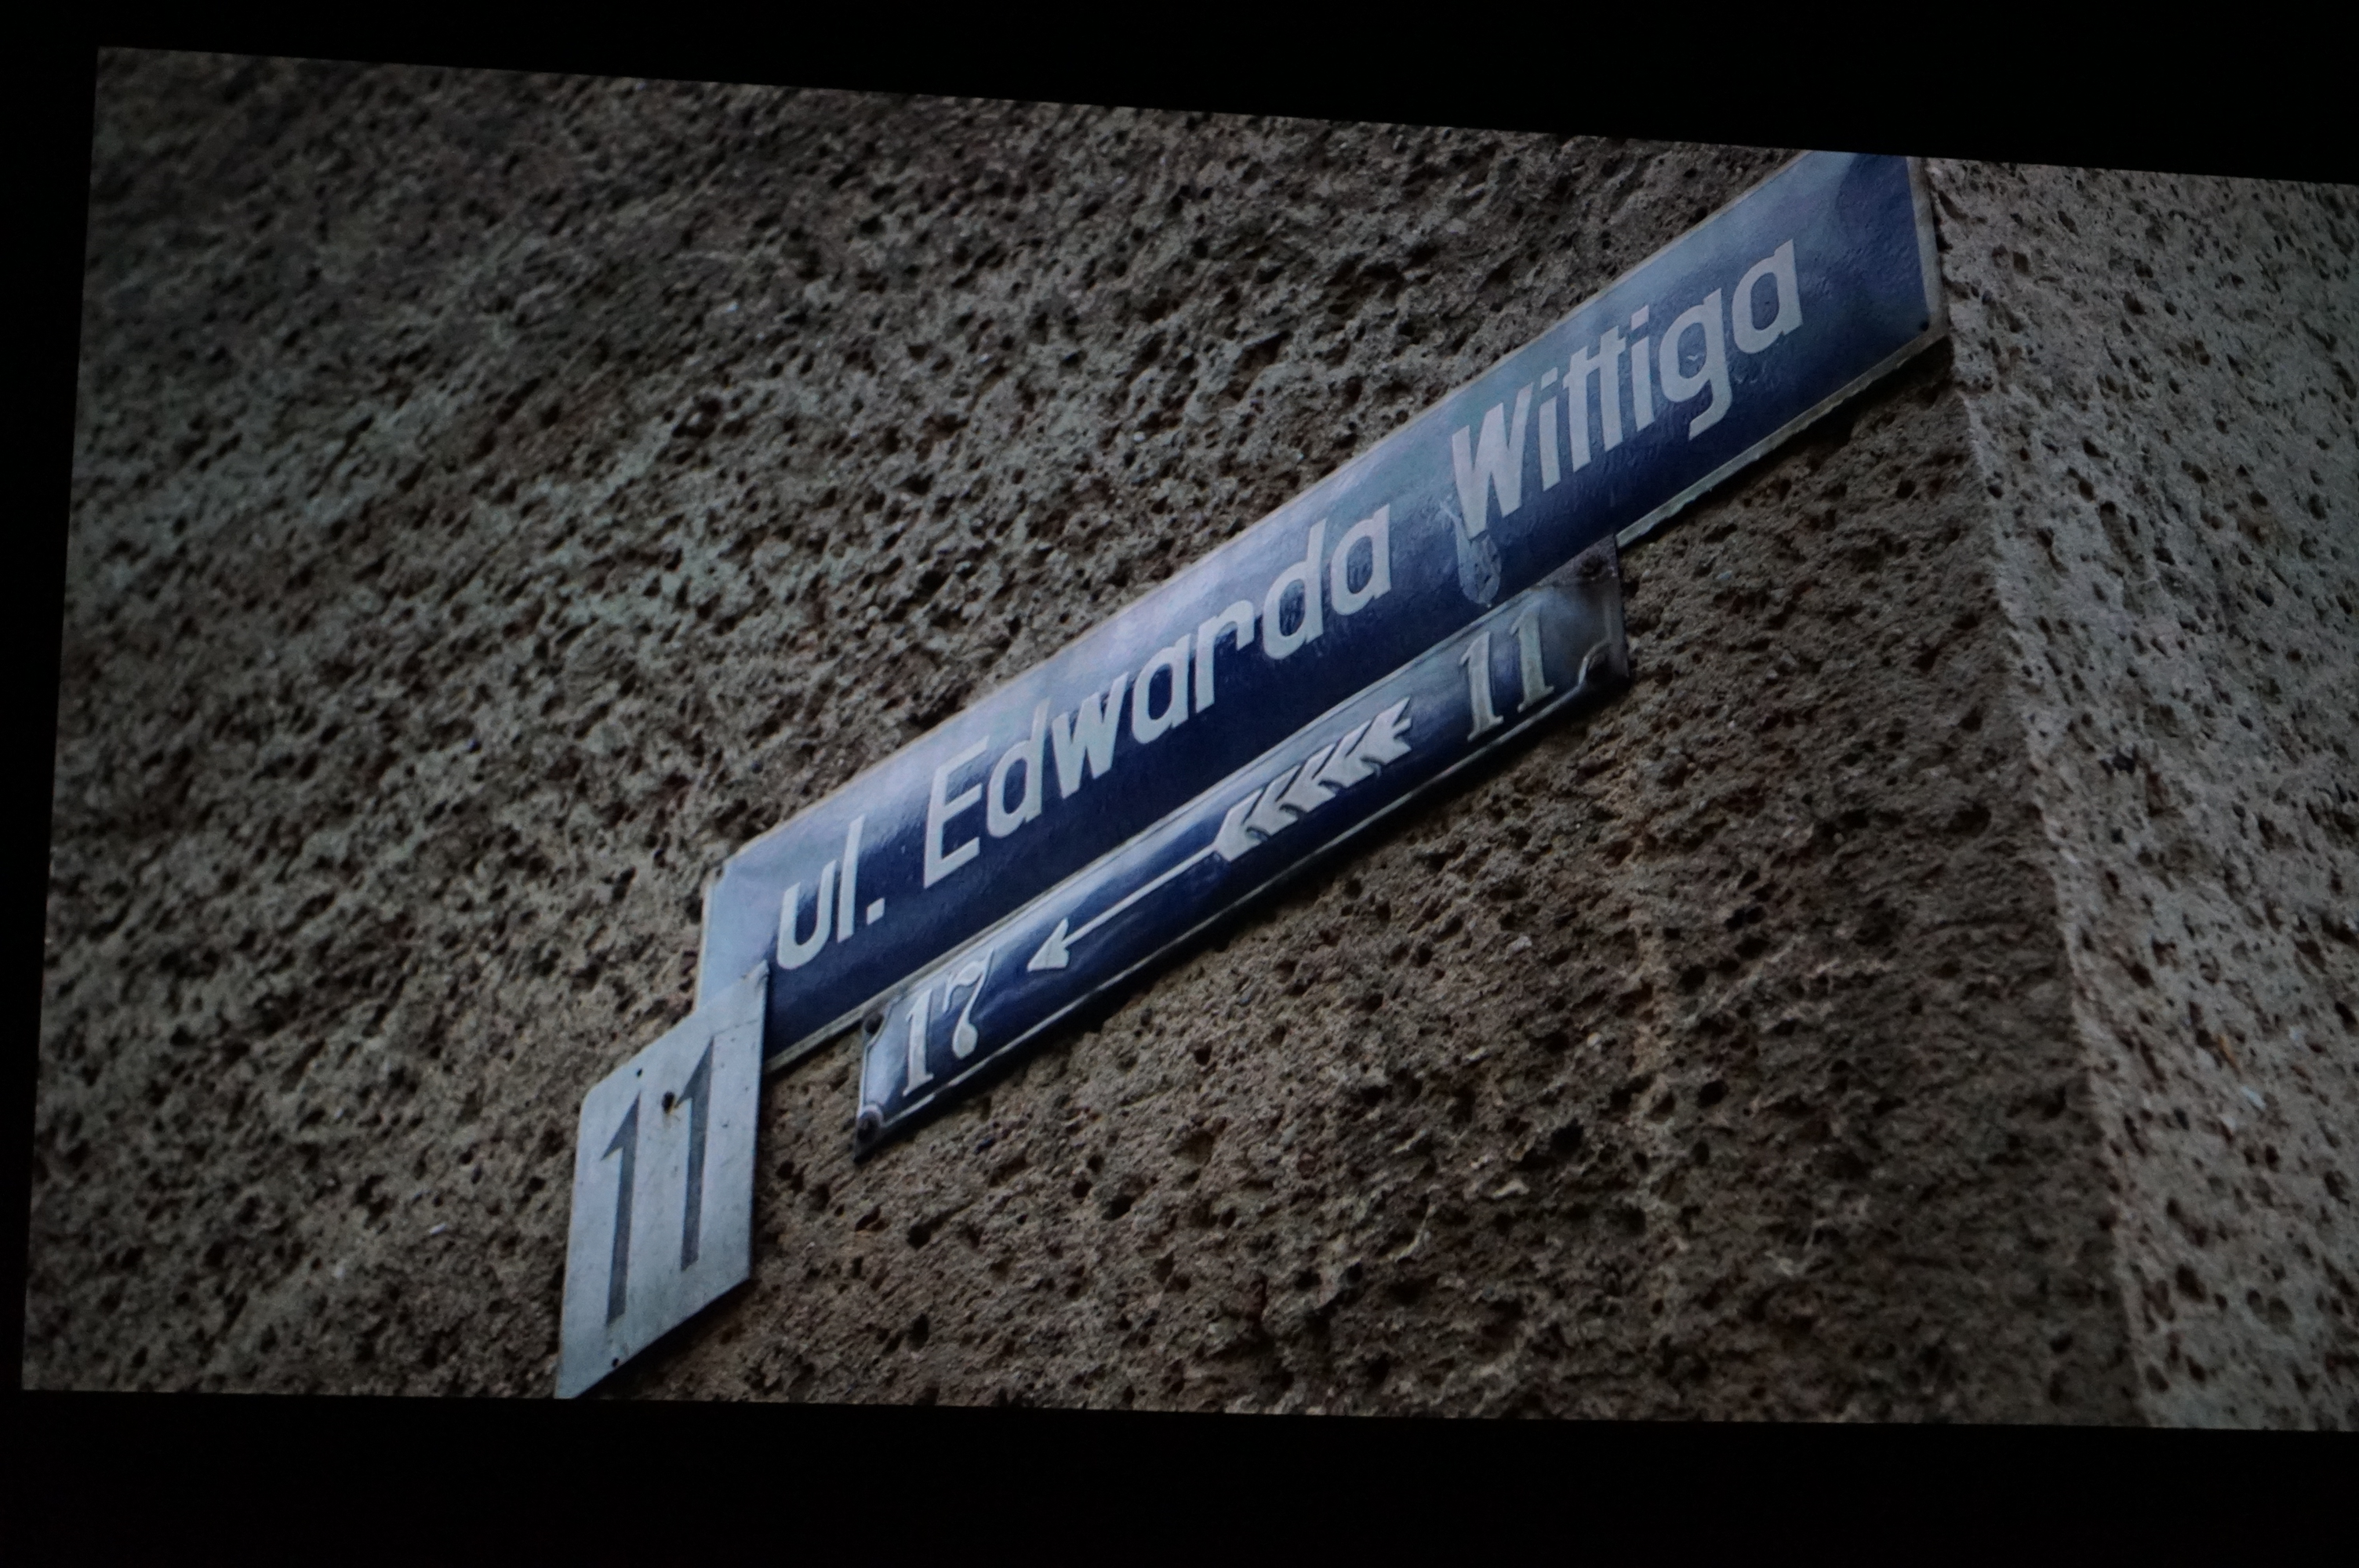 ul. Edwarda Wittiga
17 ← 11
11